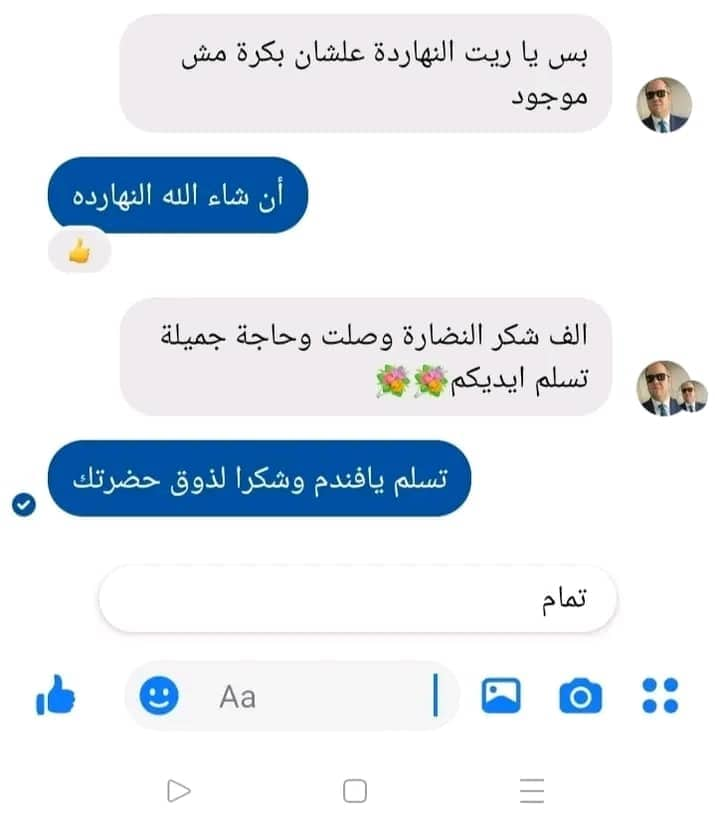 بس يا ريت النهاردة علشان بكرة مش
موجود
أن شاء الله النهارده
الف شكر النضارة وصلت وحاجة جميلة
تسلم ايديكم💐💐
تسلم يافندم وشكرا لذوق حضرتك
تمام
Aa